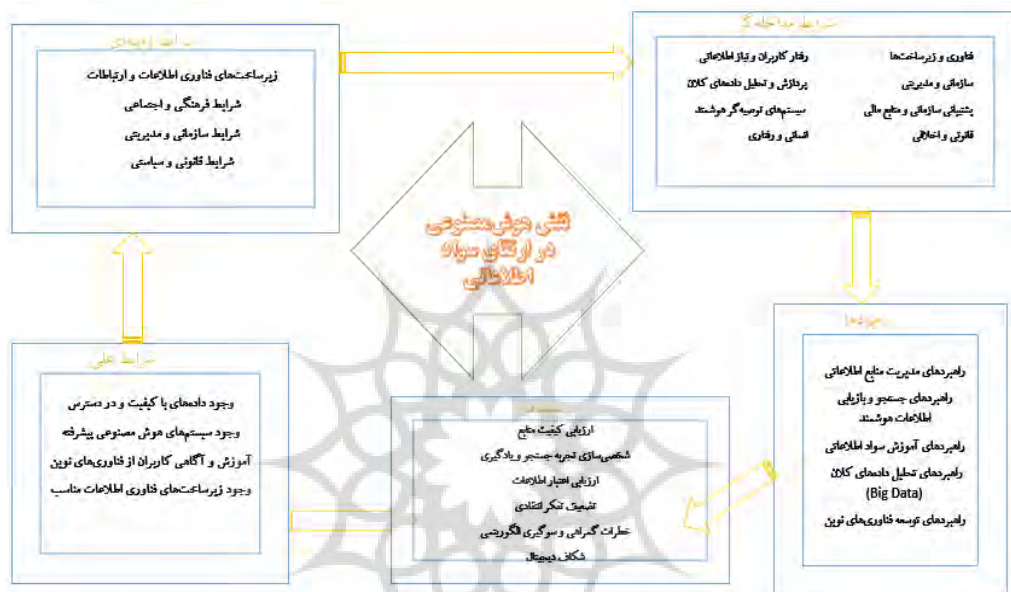 شرایط مداخله‌گر
فناوری و زیرساخت‌ها
سازمانی و مدیریتی
پشتیبانی سازمانی و منابع مالی
قانونی و اخلاقی
رفتار کاربران و نیاز اطلاعاتی
پردازش و تحلیل داده‌های کلان
سیستم‌های توصیه‌گر هوشمند
انسانی و رفتاری
شرایط زمینه‌ای
زیرساخت‌های فناوری اطلاعات و ارتباطات
شرایط فرهنگی و اجتماعی
شرایط سازمانی و مدیریتی
شرایط قانونی و سیاستی
نقش هوش‌مصنوعی
در ارتقای سواد
اطلاعاتی
راهبردها
راهبردهای مدیریت منابع اطلاعاتی
راهبردهای جستجو و بازیابی
اطلاعات هوشمند
راهبردهای آموزش سواد اطلاعاتی
راهبردهای تحلیل داده‌های کلان
(Big Data)
راهبردهای توسعه فناوری‌های نوین
ارزیابی کیفیت منابع
شخصی‌سازی تجربه جستجو و یادگیری
ارزیابی اعتبار اطلاعات
تضعیف تفکر انتقادی
خطرات گمراهی و سوگیری الگوریتمی
شکاف دیجیتال
شرایط علی
وجود داده‌های با کیفیت و در دسترس
وجود سیستم‌های هوش مصنوعی پیشرفته
آموزش و آگاهی کاربران از فناوری‌های نوین
وجود زیرساخت‌های فناوری اطلاعات مناسب